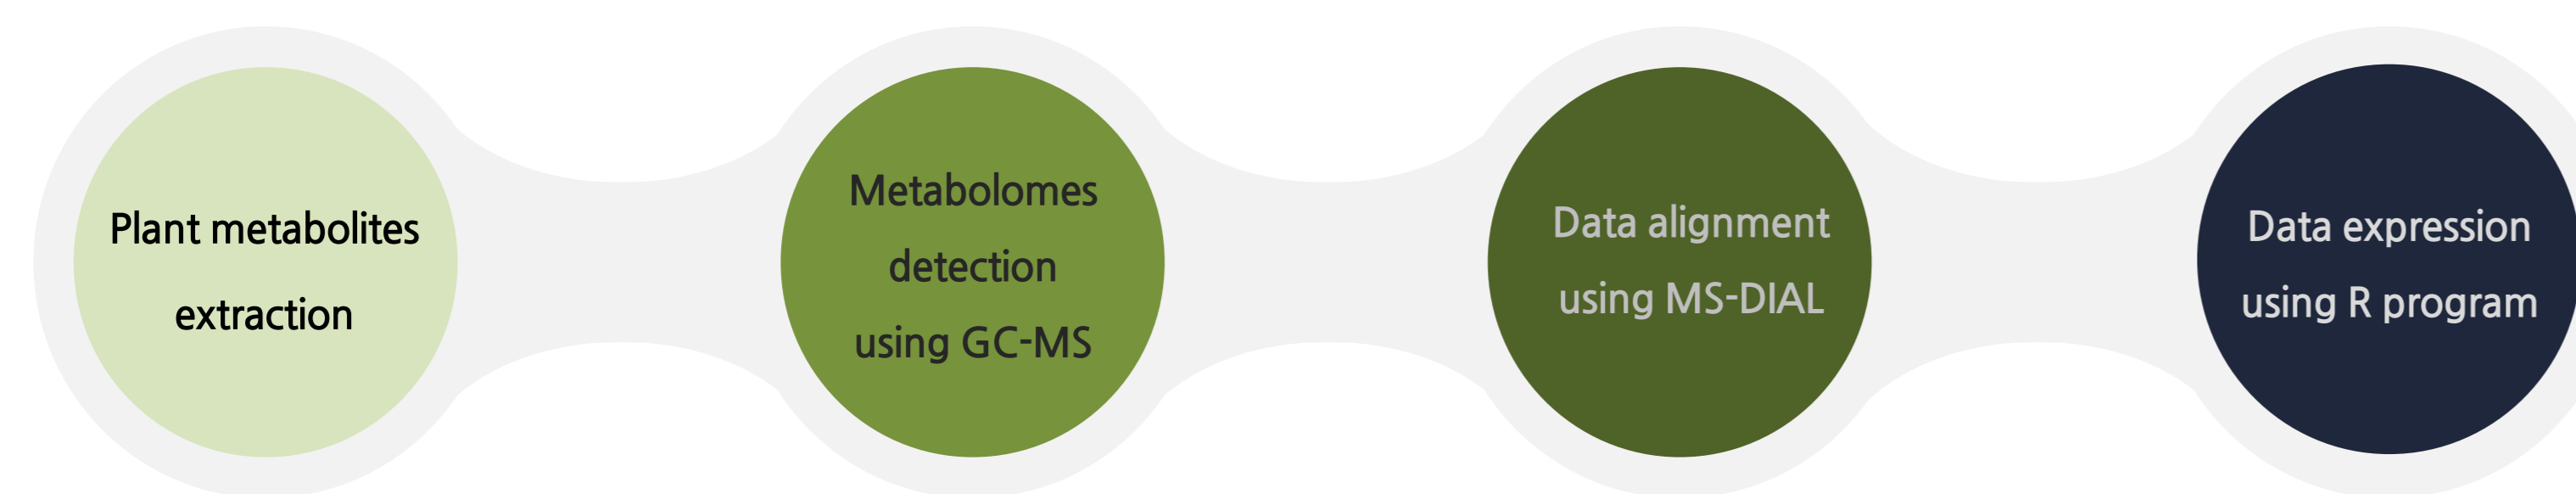 Plant metabolites
extraction
Metabolomes
detection
using GC-MS
Data alignment
using MS-DIAL
Data expression
using R program